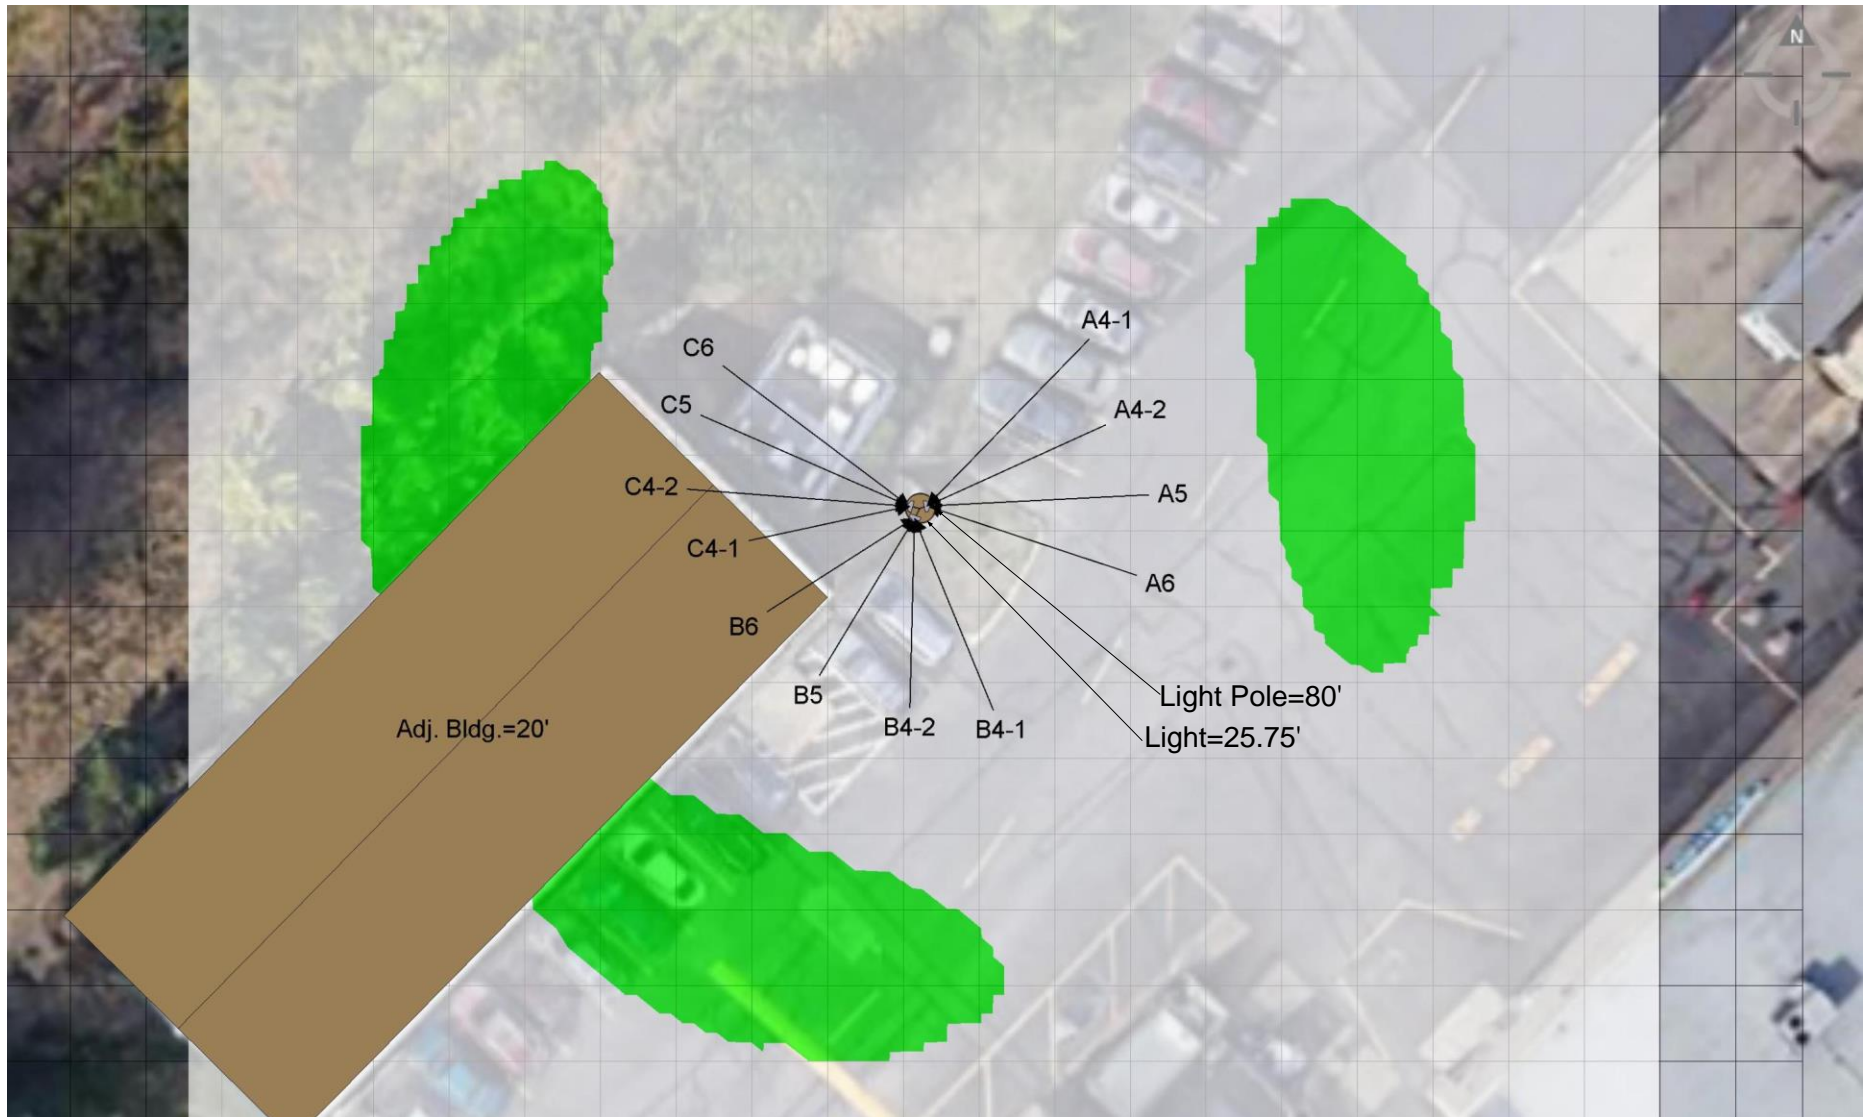 N
A4-1
C6
C5
A4-2
C4-2
A5
C4-1
A6
B6
B5
Light Pole=80'
B4-2
B4-1
Adj. Bldg.=20'
Light=25.75'